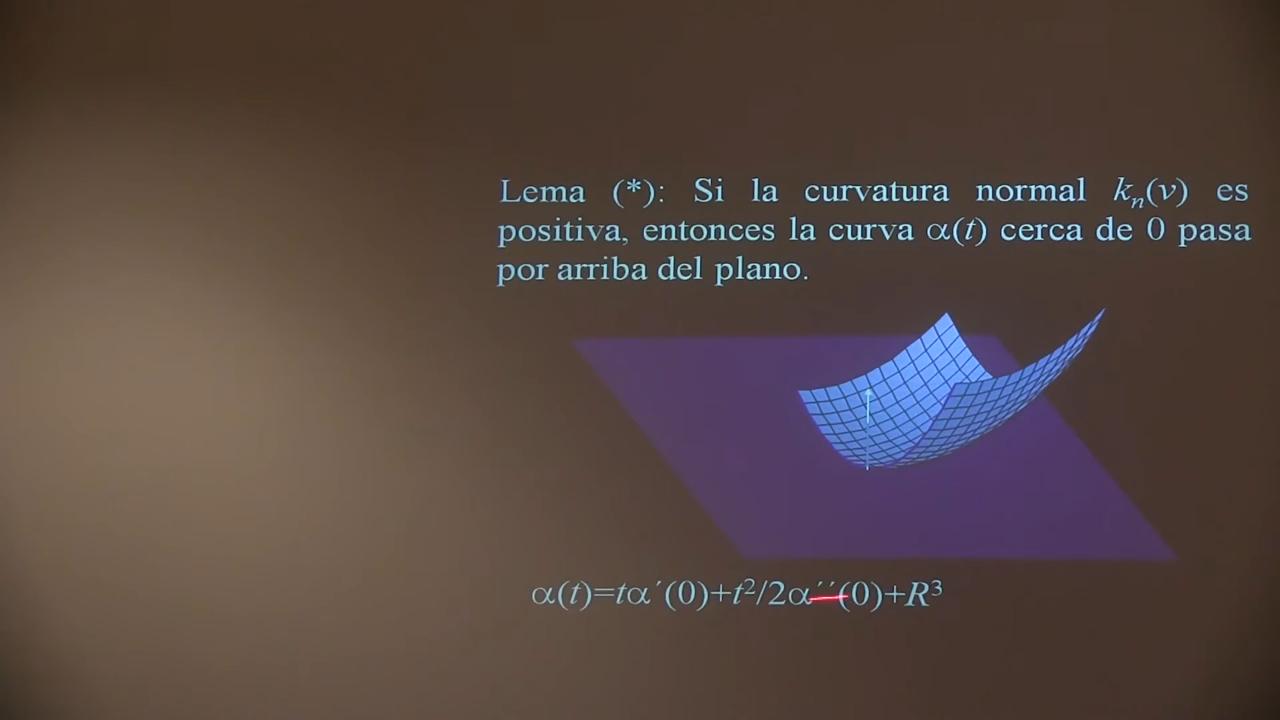 Lema (*): Si la curvatura normal kₙ(v) es
positiva, entonces la curva α(t) cerca de 0 pasa
por arriba del plano.
α(t)=tα´(0)+t²/2α´´(0)+R³